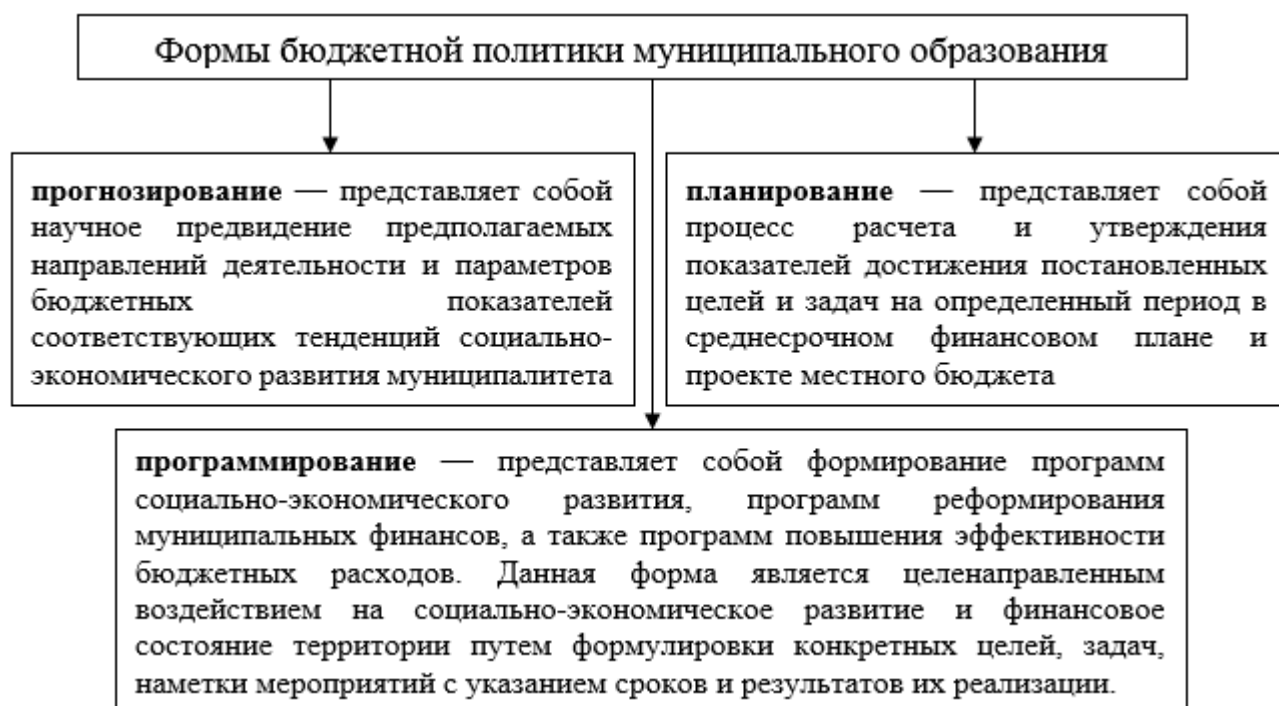 Формы бюджетной политики муниципального образования
прогнозирование — представляет собой
научное предвидение предполагаемых
направлений деятельности и параметров
бюджетных показателей
соответствующих тенденций социально-
экономического развития муниципалитета
планирование — представляет собой
процесс расчета и утверждения
показателей достижения постановленных
целей и задач на определенный период в
среднесрочном финансовом плане и
проекте местного бюджета
программирование — представляет собой формирование программ
социально-экономического развития, программ реформирования
муниципальных финансов, а также программ повышения эффективности
бюджетных расходов. Данная форма является целенаправленным
воздействием на социально-экономическое развитие и финансовое
состояние территории путем формулировки конкретных целей, задач,
наметки мероприятий с указанием сроков и результатов их реализации.